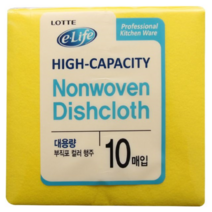 LOTTE
e-Life
Professional
Kitchen Ware
HIGH-CAPACITY
Nonwoven
Dishcloth
대용량
부직포 컬러 행주
10매입